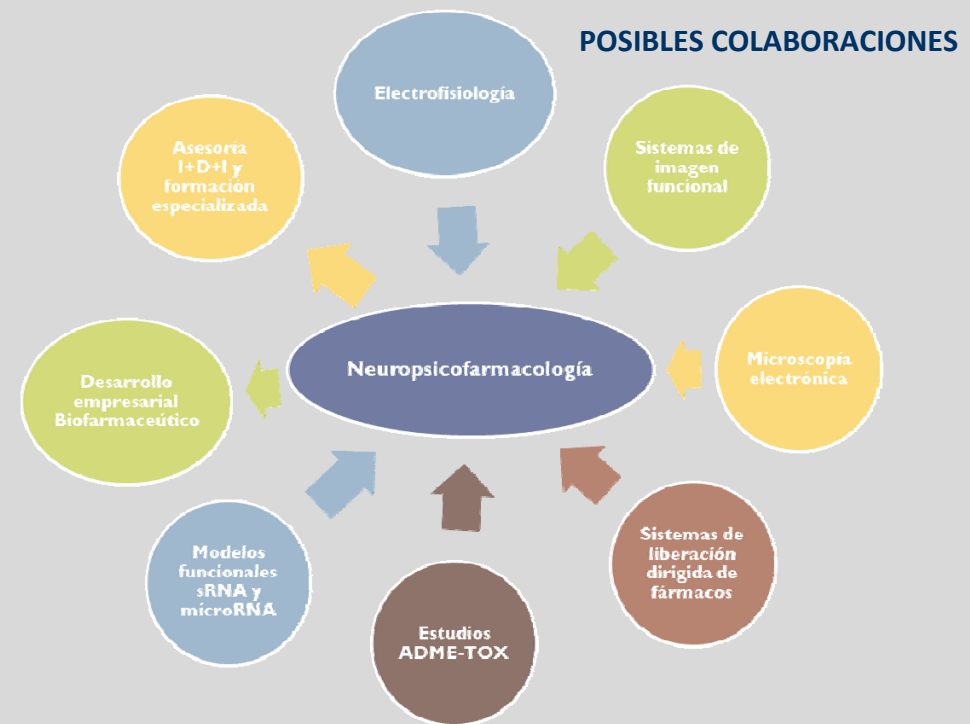 POSIBLES COLABORACIONES
Electrofisiología
Sistemas de
imagen
funcional
Microscopía
electrónica
Sistemas de
liberación
dirigida de
fármacos
Estudios
ADME-TOX
Modelos
funcionales
sRNA y
microRNA
Desarrollo
empresarial
Biofarmaceútico
Asesoría
I+D+I y
formación
especializada
Neuropsicofarmacología